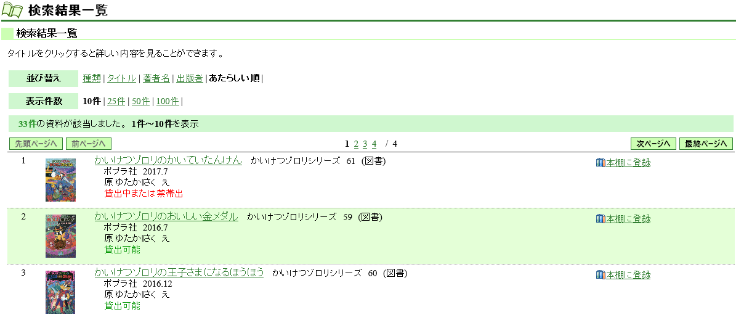 検索結果一覧
検索結果一覧
タイトルをクリックすると詳しい内容を見ることができます。
並び替え 種類 | タイトル | 著者名 | 出版者 | あたらしい順 |
表示件数 10件 | 25件 | 50件 | 100件 |
33件の資料が該当しました。 1件～10件を表示
先頭ページへ 前ページへ 1 2 3 4 / 4 次ページへ 最終ページへ
1 かいけつゾロリのかいていたんけん かいけつゾロリシリーズ 61 (図書) 本棚に登録
ポプラ社 2017.7
原 ゆたか/さく え
貸出中または禁帯出
2 かいけつゾロリのおいしい金メダル かいけつゾロリシリーズ 59 (図書) 本棚に登録
ポプラ社 2016.7
原 ゆたか/さく え
貸出可能
3 かいけつゾロリの王子さまになるほうほう かいけつゾロリシリーズ 60 (図書) 本棚に登録
ポプラ社 2016.12
原 ゆたか/さく え
貸出可能